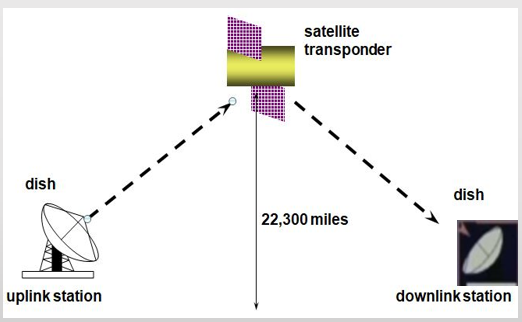 satellite
transponder
dish
dish
22,300 miles
uplink station
downlink station